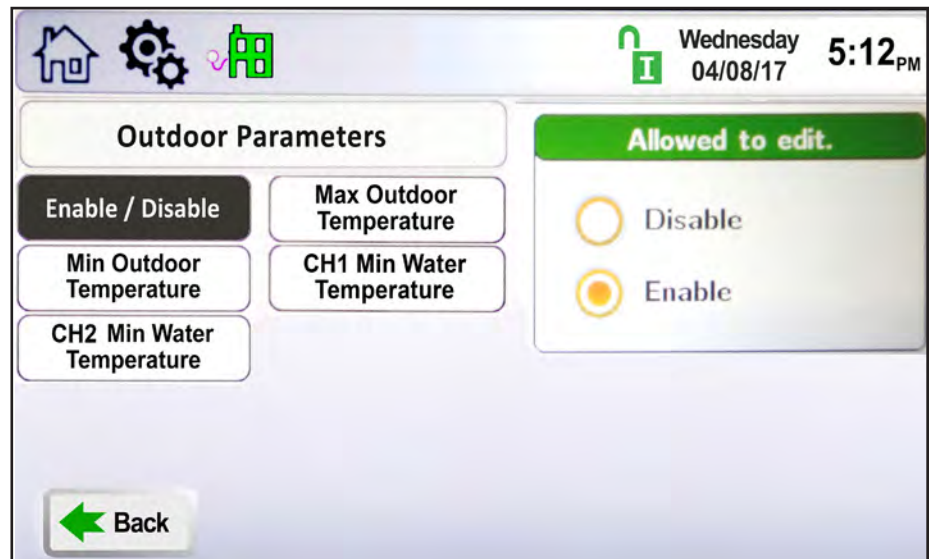 Wednesday
04/08/17
5:12PM
I
Outdoor Parameters
Allowed to edit.
Enable / Disable
Max Outdoor
Temperature
Min Outdoor
Temperature
CH1 Min Water
Temperature
CH2 Min Water
Temperature
Disable
Enable
Back